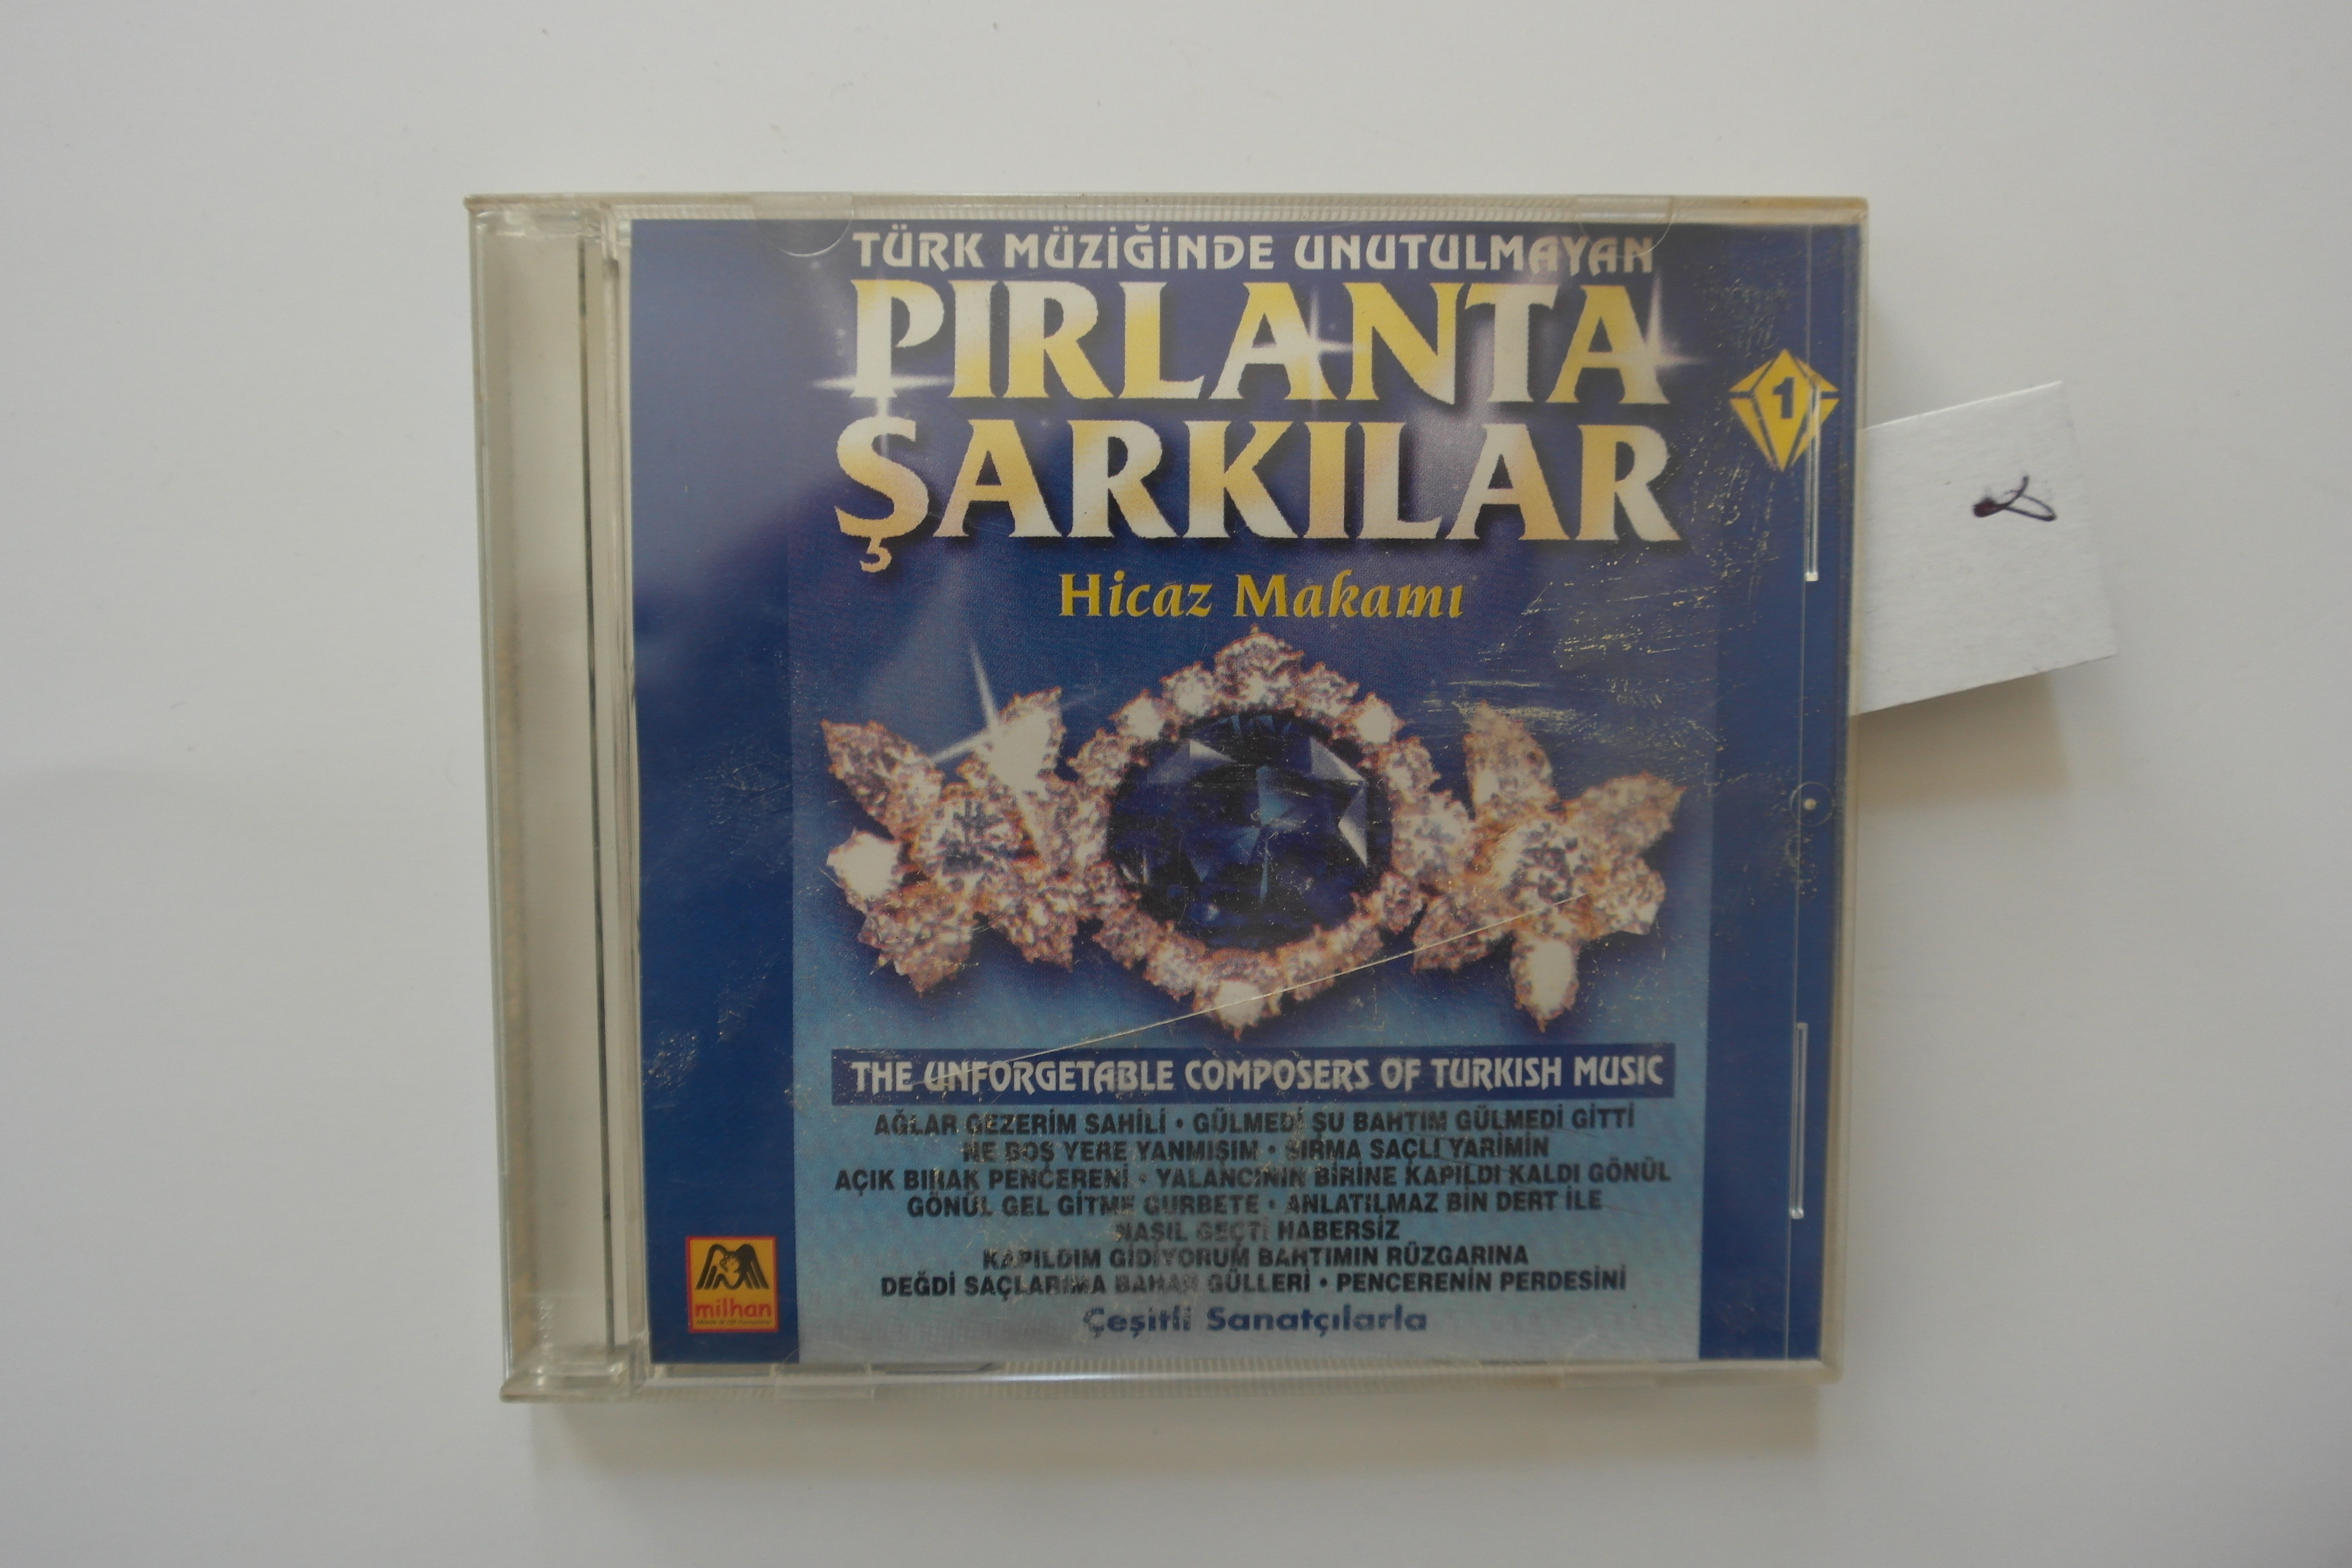 TÜRK MÜZİĞİNDE UNUTULMAYAN
PIRLANTA
ŞARKILAR
1
Hicaz Makamı
THE UNFORGETABLE COMPOSERS OF TURKISH MUSIC
AĞLAR GEZERİM SAHİLİ • GÜLMEDİ ŞU BAHTIM GÜLMEDİ GİTTİ
NE BOŞ YERE YANMIŞIM • SIRMA SAÇLI YARİMİN
AÇIK BIRAK PENCERENİ • YALANCININ BİRİNE KAPILDI KALDI GÖNÜL
GÖNÜL GEL GİTME GURBETE • ANLATILMAZ BİN DERT İLE
NASIL GEÇTİ HABERSİZ
KAPILDIM GİDİYORUM BAHTIMIN RÜZGARINA
DEĞDİ SAÇLARIMA BAHAR GÜLLERİ • PENCERENİN PERDESİNİ
Çeşitli Sanatçılarla
milhan